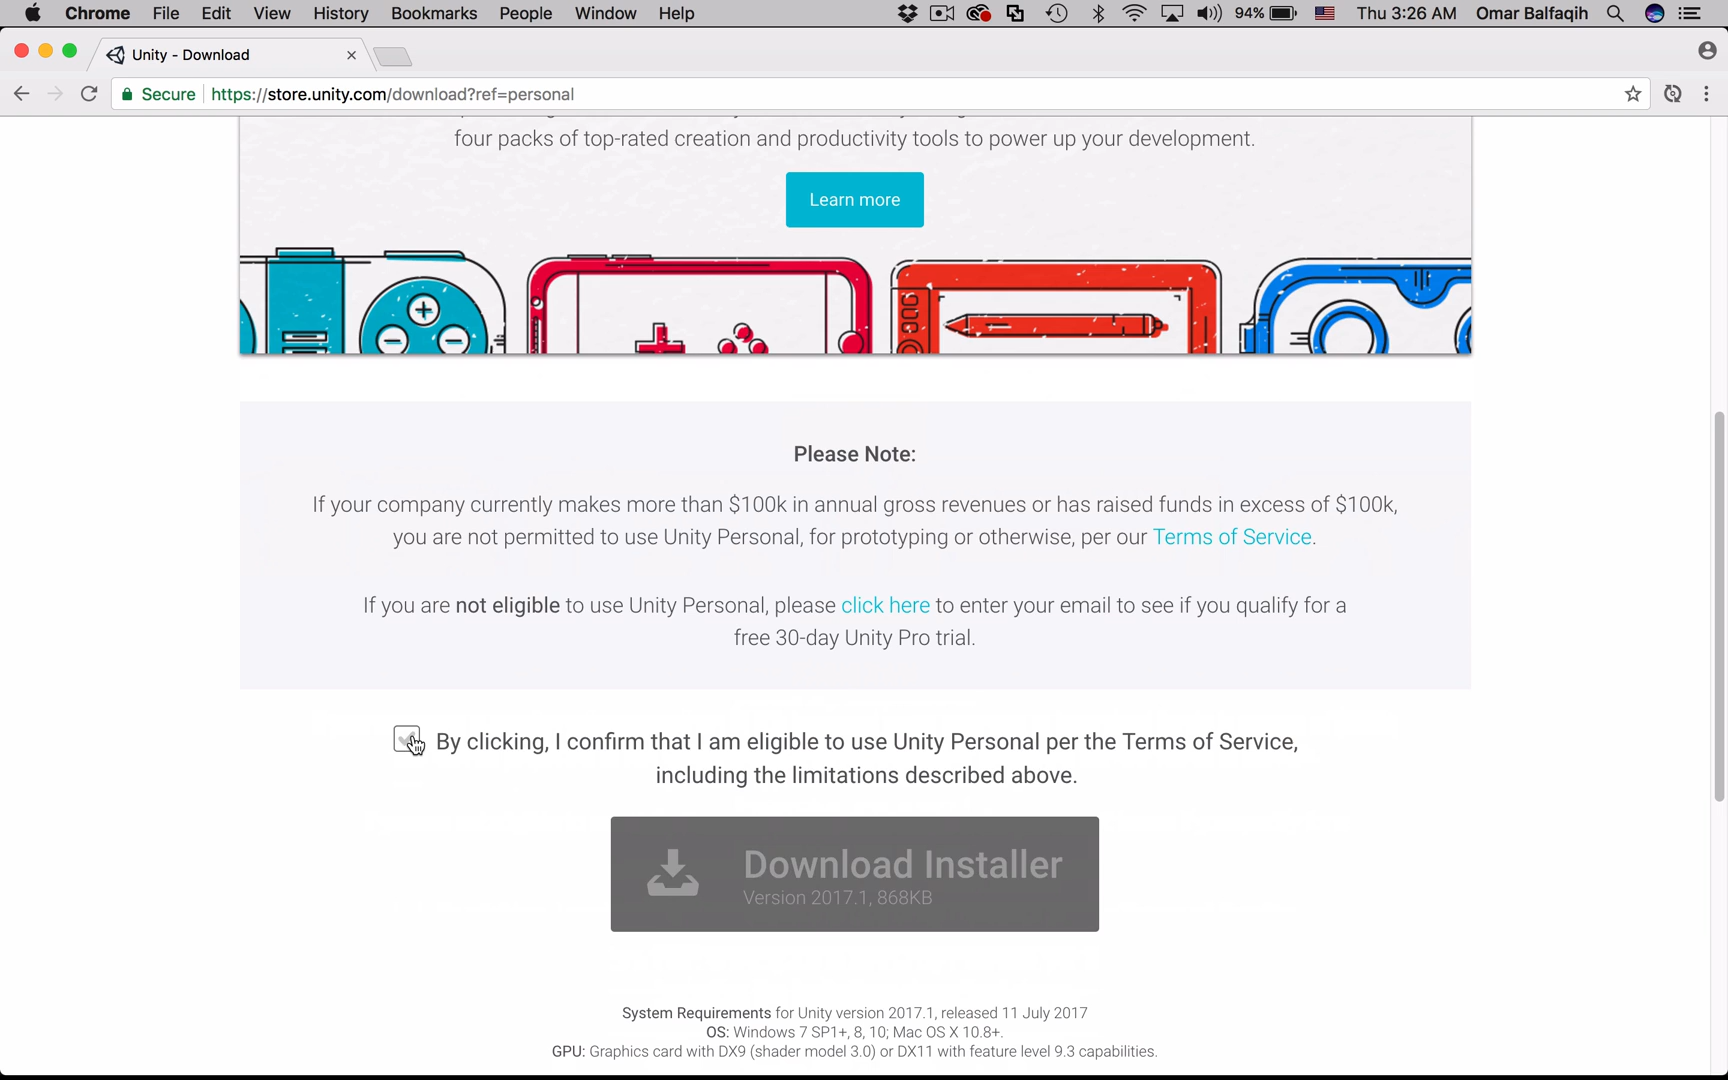 Chrome File Edit View History Bookmarks People Window Help 94% Thu 3:26 AM Omar Balfaqih
Unity - Download
Secure https://store.unity.com/download?ref=personal
four packs of top-rated creation and productivity tools to power up your development.
Learn more
Please Note:
If your company currently makes more than $100k in annual gross revenues or has raised funds in excess of $100k,
you are not permitted to use Unity Personal, for prototyping or otherwise, per our Terms of Service.
If you are not eligible to use Unity Personal, please click here to enter your email to see if you qualify for a
free 30-day Unity Pro trial.
By clicking, I confirm that I am eligible to use Unity Personal per the Terms of Service,
including the limitations described above.
Download Installer
Version 2017.1, 868KB
System Requirements for Unity version 2017.1, released 11 July 2017
OS: Windows 7 SP1+, 8, 10; Mac OS X 10.8+.
GPU: Graphics card with DX9 (shader model 3.0) or DX11 with feature level 9.3 capabilities.